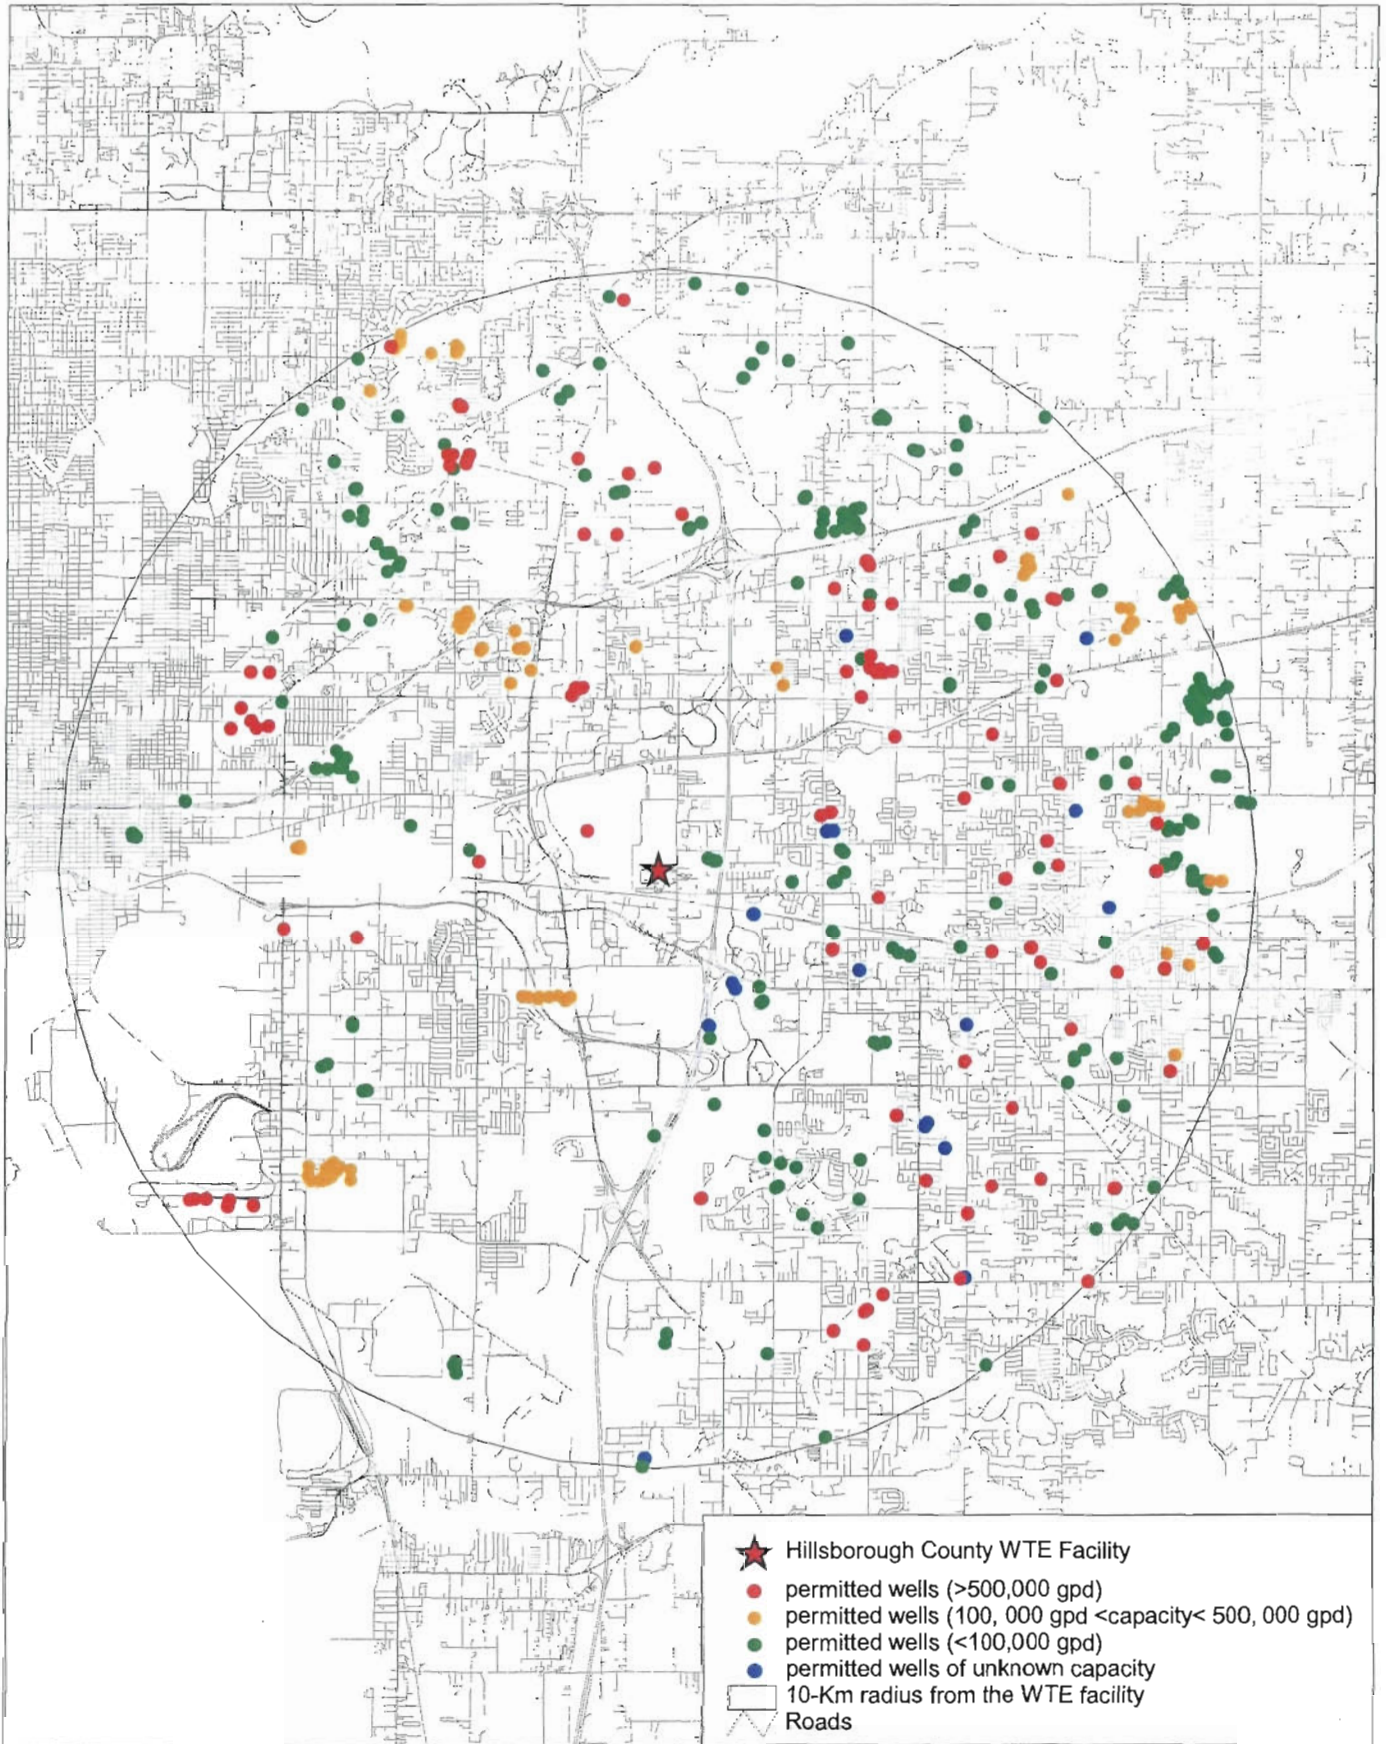 Hillsborough County WTE Facility
permitted wells (>500,000 gpd)
permitted wells (100, 000 gpd <capacity< 500, 000 gpd)
permitted wells (<100,000 gpd)
permitted wells of unknown capacity
10-Km radius from the WTE facility
Roads